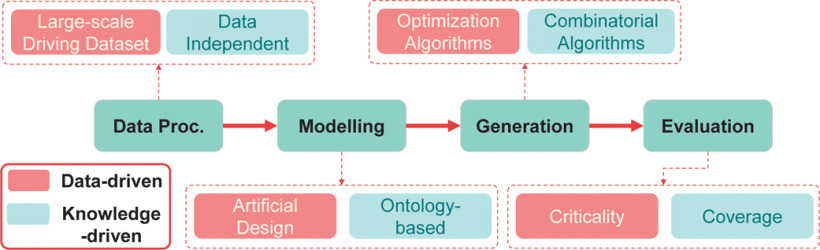 Large-scale
Driving Dataset
Data
Independent
Optimization
Algorithms
Combinatorial
Algorithms
Data Proc.
Modelling
Generation
Evaluation
Data-driven
Knowledge
-driven
Artificial
Design
Ontology-
based
Criticality
Coverage